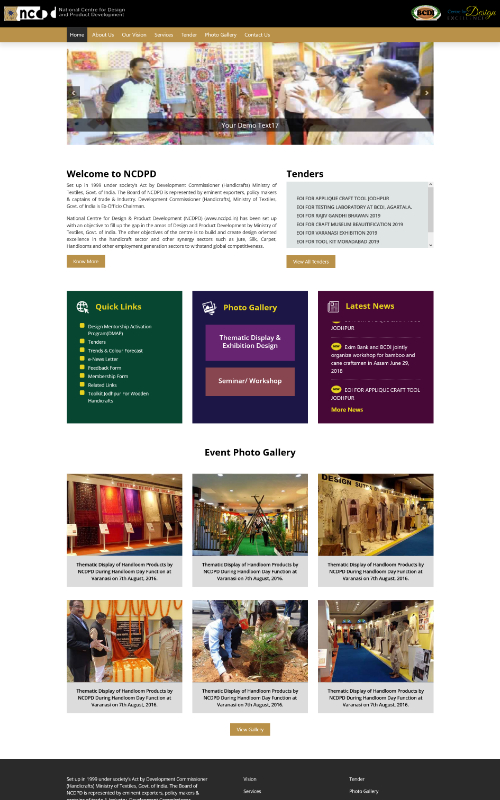 ncdpd
National Centre for Design
and Product Development
BCDI
Design
EXCELLENCE
Home About Us Our Vision Services Tender Photo Gallery Contact Us
Your Demo Text17
Welcome to NCDPD
Set up in 1999 under society's Act by Development Commissioner (Handicrafts) Ministry of
Textiles, Govt. of India. The Board of NCDPD is represented by eminent exporters, policy makers
& captains of trade & industry. Development Commissioner (Handicrafts), Ministry of Textiles,
Govt. of India is Ex-Officio Chairman.
National Centre for Design & Product Development (NCDPD) (www.ncdpd.in) has been set up
with as objective to fill up the gap in the areas of Design and Product Development by Ministry of
Textiles, Govt. of India. The other objectives of the centre is to build and create design oriented
excellence in the handicraft sector and other synergy sectors such as Jute, Silk, Carpet,
Handlooms and other employment generation sectors to withstand global competitiveness.
Know More
Tenders
EOI FOR APPLIQUE CRAFT TOOL JODHPUR
EOI FOR TESTING LABORATORY AT BCDI, AGARTALA.
EOI FOR RAJIV GANDHI BHAWAN 2019
EOI FOR CRAFT MUSEUM BEAUTIFICATION 2019
EOI FOR VARANASI EXHIBITION 2019
EOI FOR TOOL KIT MORADABAD 2019
View All Tenders
Quick Links
Design Mentorship Activation
Program(DMAP)
Tenders
Trends & Colour Forecast
e-News Letter
Feedback Form
Membership Form
Related Links
Toolkit Jodhpur For Wooden
Handicrafts
Photo Gallery
Thematic Display &
Exhibition Design
Seminar/ Workshop
Latest News
EOI FOR APPLIQUE CRAFT TOOL
JODHPUR
Exim Bank and BCDI jointly
organize workshop for bamboo and
cane craftsmen in Assam June 29,
2018
EOI FOR APPLIQUE CRAFT TOOL
JODHPUR
More News
Event Photo Gallery
DESIGN
Thematic Display of Handloom Products by
NCDPD During Handloom Day Function at
Varanasi on 7th August, 2016.
Thematic Display of Handloom Products by
NCDPD During Handloom Day Function at
Varanasi on 7th August, 2016.
Thematic Display of Handloom Products by
NCDPD During Handloom Day Function at
Varanasi on 7th August, 2016.
Thematic Display of Handloom Products by
NCDPD During Handloom Day Function at
Varanasi on 7th August, 2016.
Thematic Display of Handloom Products by
NCDPD During Handloom Day Function at
Varanasi on 7th August, 2016.
Thematic Display of Handloom Products by
NCDPD During Handloom Day Function at
Varanasi on 7th August, 2016.
View Gallery
Set up in 1999 under society's Act by Development Commissioner
(Handicrafts) Ministry of Textiles, Govt. of India. The Board of
NCDPD is represented by eminent exporters, policy makers &
captains of trade & industry. Development Commissioner
Vision
Services
Tender
Photo Gallery